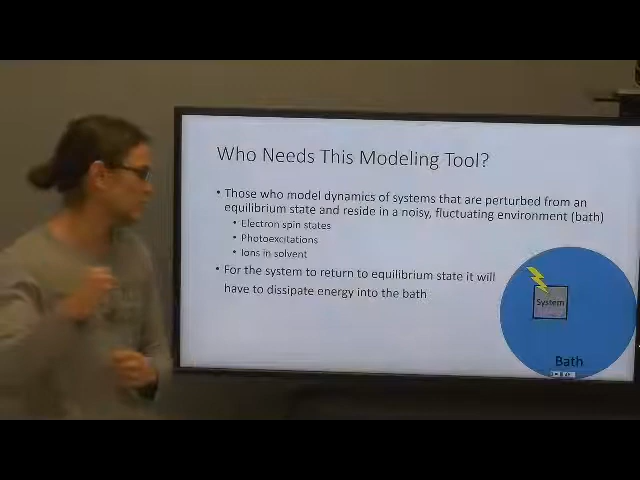 Who Needs This Modeling Tool?
• Those who model dynamics of systems that are perturbed from an
equilibrium state and reside in a noisy, fluctuating environment (bath)
• Electron spin states
• Photoexcitations
• Ions in solvent
• For the system to return to equilibrium state it will
have to dissipate energy into the bath
System
Bath